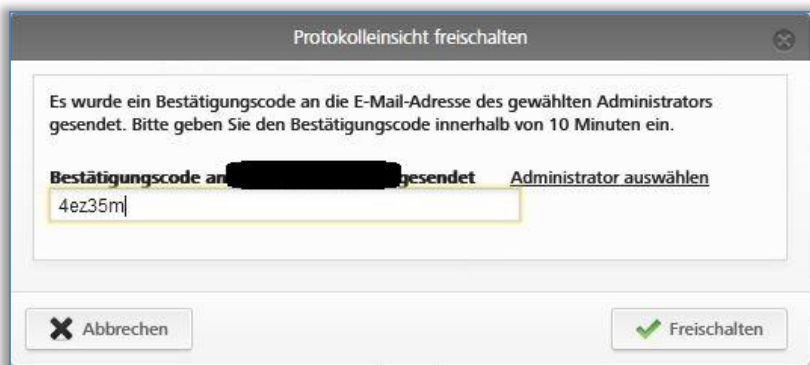 Protokolleinsicht freischalten
Es wurde ein Bestätigungscode an die E-Mail-Adresse des gewählten Administrators
gesendet. Bitte geben Sie den Bestätigungscode innerhalb von 10 Minuten ein.
Bestätigungscode an gesendet Administrator auswählen
4ez35m
Abbrechen Freischalten